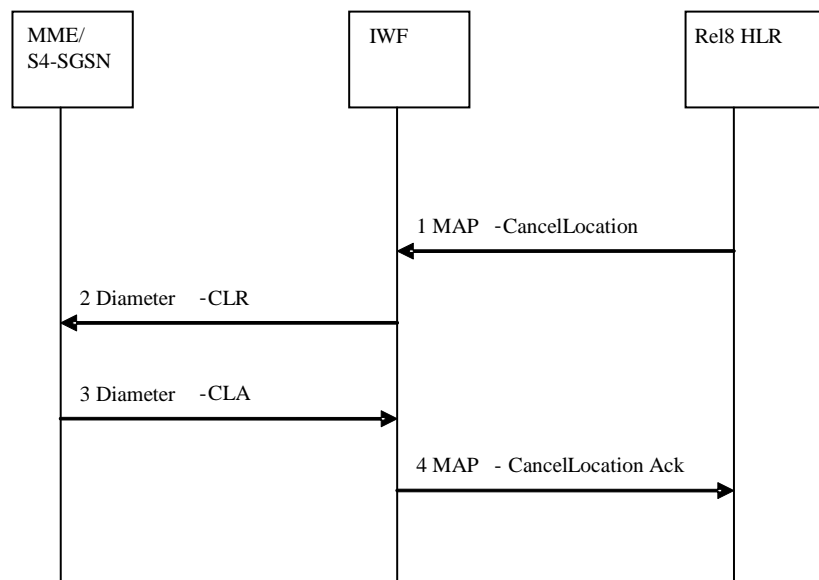 MME/
S4-SGSN
IWF
Rel8 HLR
1 MAP -CancelLocation
2 Diameter -CLR
3 Diameter -CLA
4 MAP - CancelLocation Ack